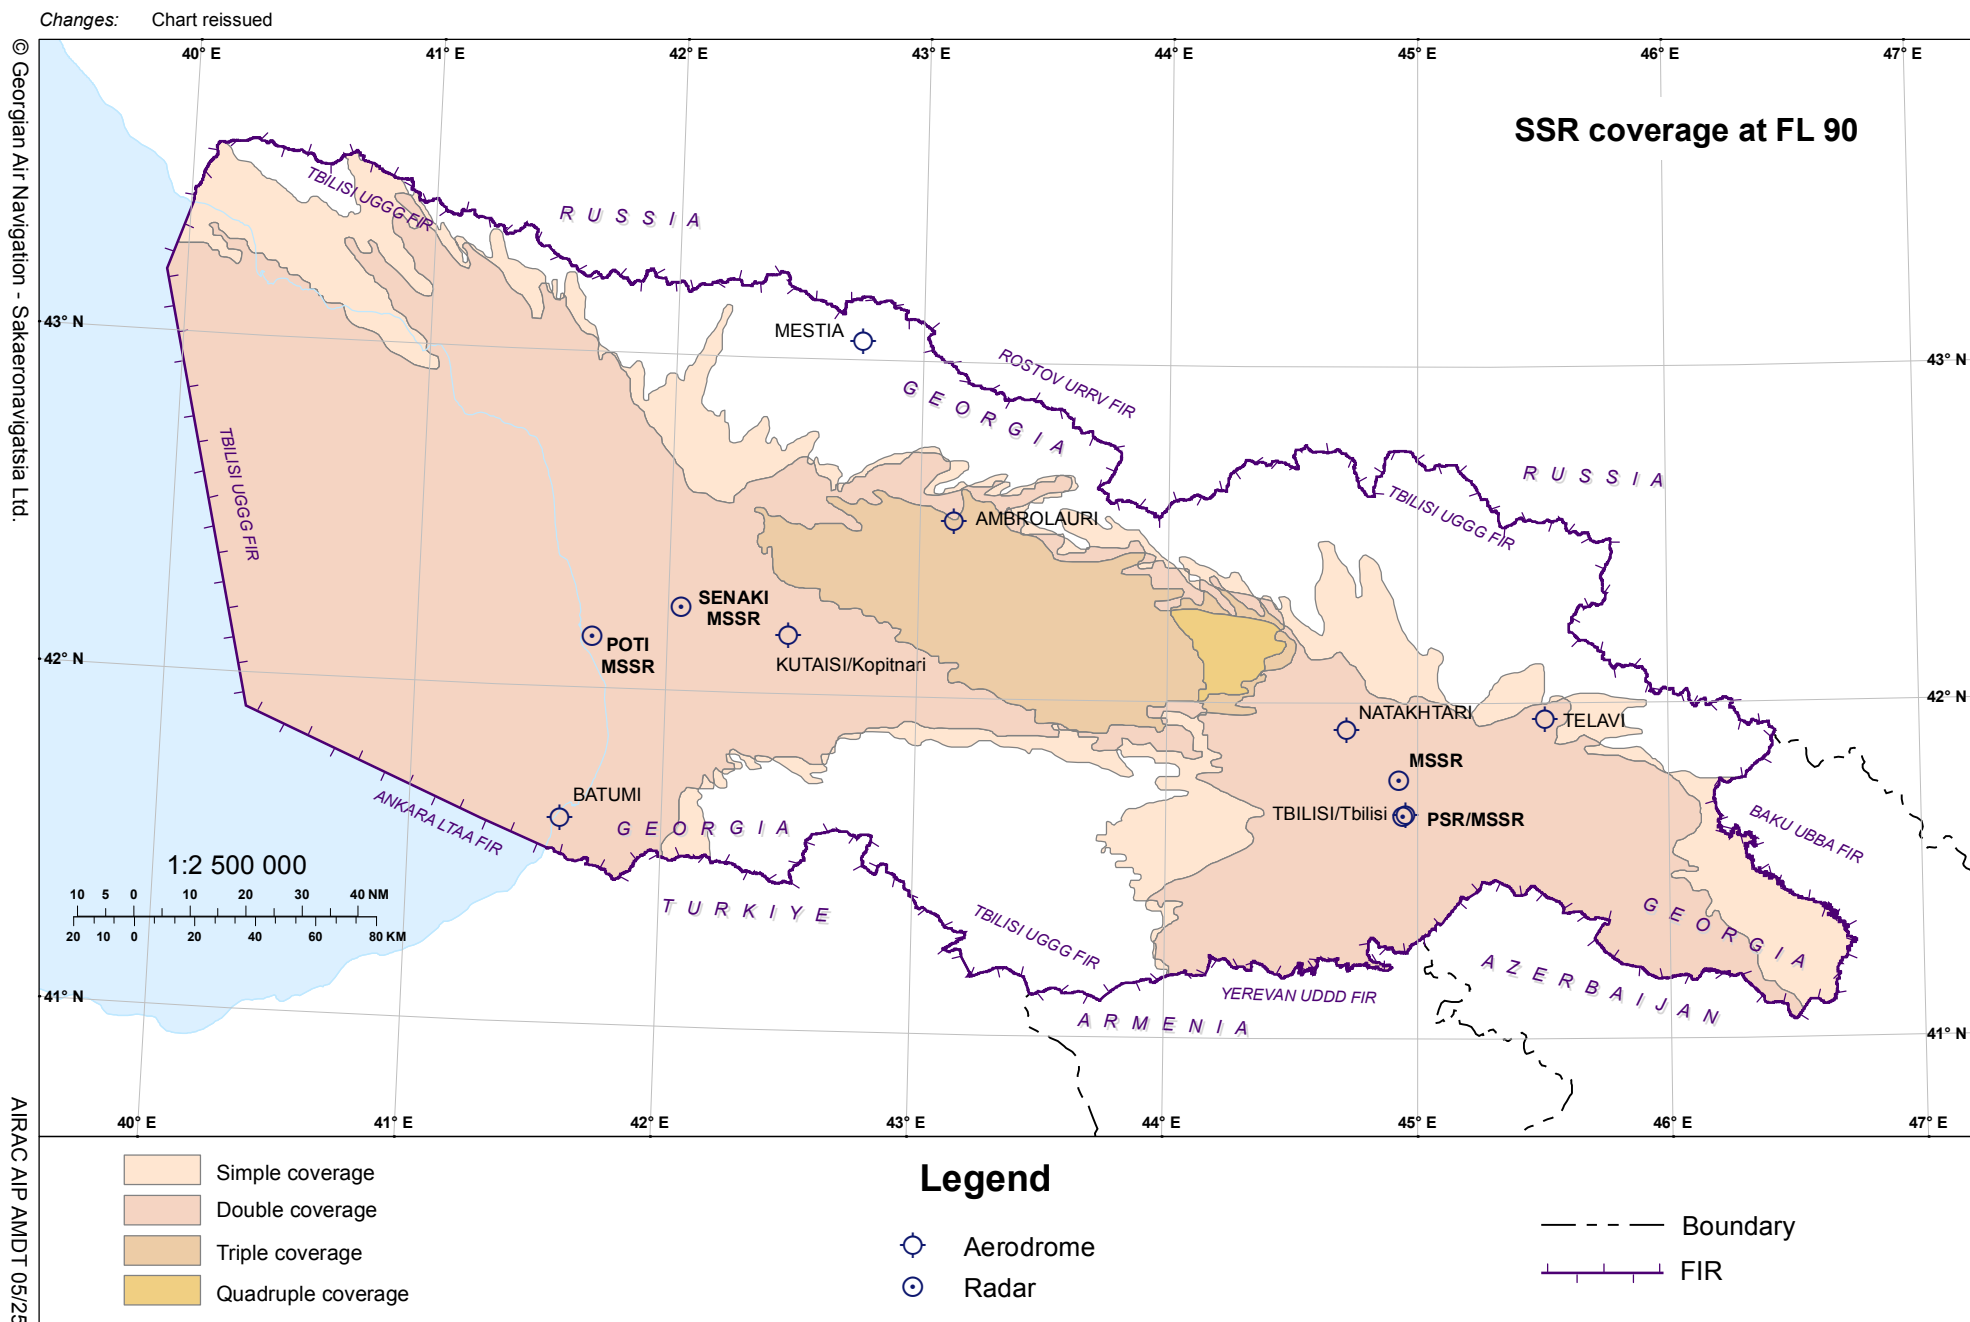 Changes: Chart reissued
© Georgian Air Navigation - Sakaeronavigatsia Ltd.
AIRAC AIP AMDT 05/25
40° E 41° E 42° E 43° E 44° E 45° E 46° E 47° E
SSR coverage at FL 90
TBILISI UGGG FIR
R U S S I A
43° N
MESTIA
ROSTOV URRV FIR
43° N
G E O R G I A
TBILISI UGGG FIR
R U S S I A
TBILISI UGGG FIR
AMBROLAURI
SENAKI
MSSR
POTI
MSSR
KUTAISI/Kopitnari
42° N
42° N
NATAKHTARI
TELAVI
MSSR
BATUMI
ANKARA LTAA FIR
G E O R G I A
TBILISI/Tbilisi
PSR/MSSR
BAKU UBBA FIR
1:2 500 000
10 5 0 10 20 30 40 NM
20 10 0 20 40 60 80 KM
T U R K I Y E
TBILISI UGGG FIR
G E O R G I A
A Z E R B A I J A N
YEREVAN UDDD FIR
A R M E N I A
41° N
41° N
40° E 41° E 42° E 43° E 44° E 45° E 46° E 47° E
Legend
Simple coverage
Double coverage
Triple coverage
Quadruple coverage
Aerodrome
Radar
Boundary
FIR